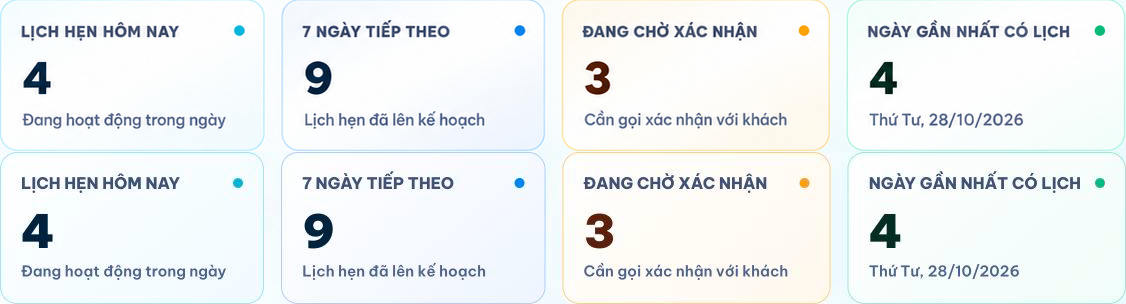 LỊCH HẸN HÔM NAY
4
Đang hoạt động trong ngày
7 NGÀY TIẾP THEO
9
Lịch hẹn đã lên kế hoạch
ĐANG CHỜ XÁC NHẬN
3
Cần gọi xác nhận với khách
NGÀY GẦN NHẤT CÓ LỊCH
4
Thứ Tư, 28/10/2026
LỊCH HẸN HÔM NAY
4
Đang hoạt động trong ngày
7 NGÀY TIẾP THEO
9
Lịch hẹn đã lên kế hoạch
ĐANG CHỜ XÁC NHẬN
3
Cần gọi xác nhận với khách
NGÀY GẦN NHẤT CÓ LỊCH
4
Thứ Tư, 28/10/2026